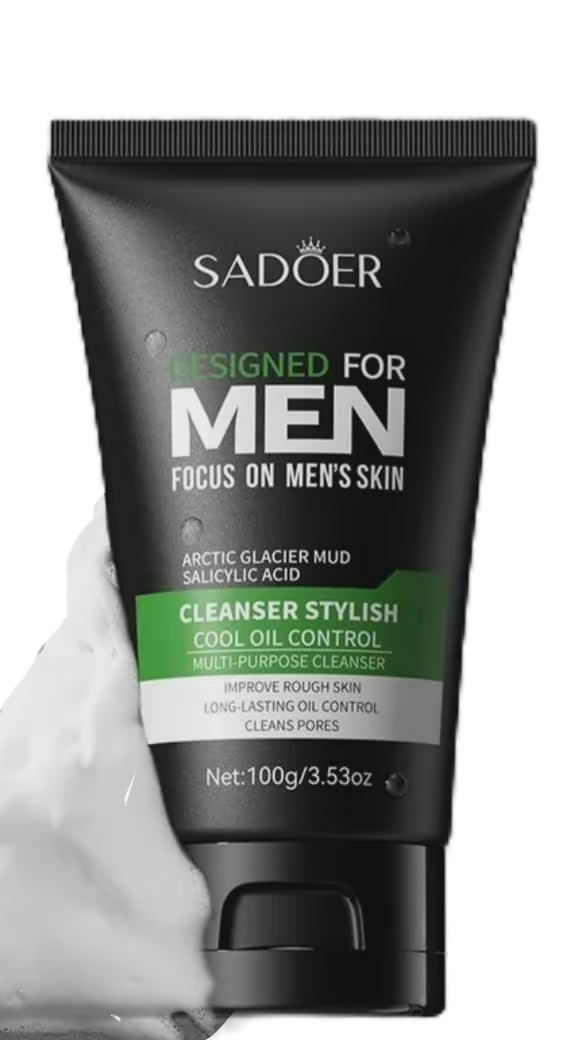 SADOER
DESIGNED FOR
MEN
FOCUS ON MEN'S SKIN
ARCTIC GLACIER MUD
SALICYLIC ACID
CLEANSER STYLISH
COOL OIL CONTROL
MULTI-PURPOSE CLEANSER
IMPROVE ROUGH SKIN
LONG-LASTING OIL CONTROL
CLEANS PORES
Net:100g/3.53oz